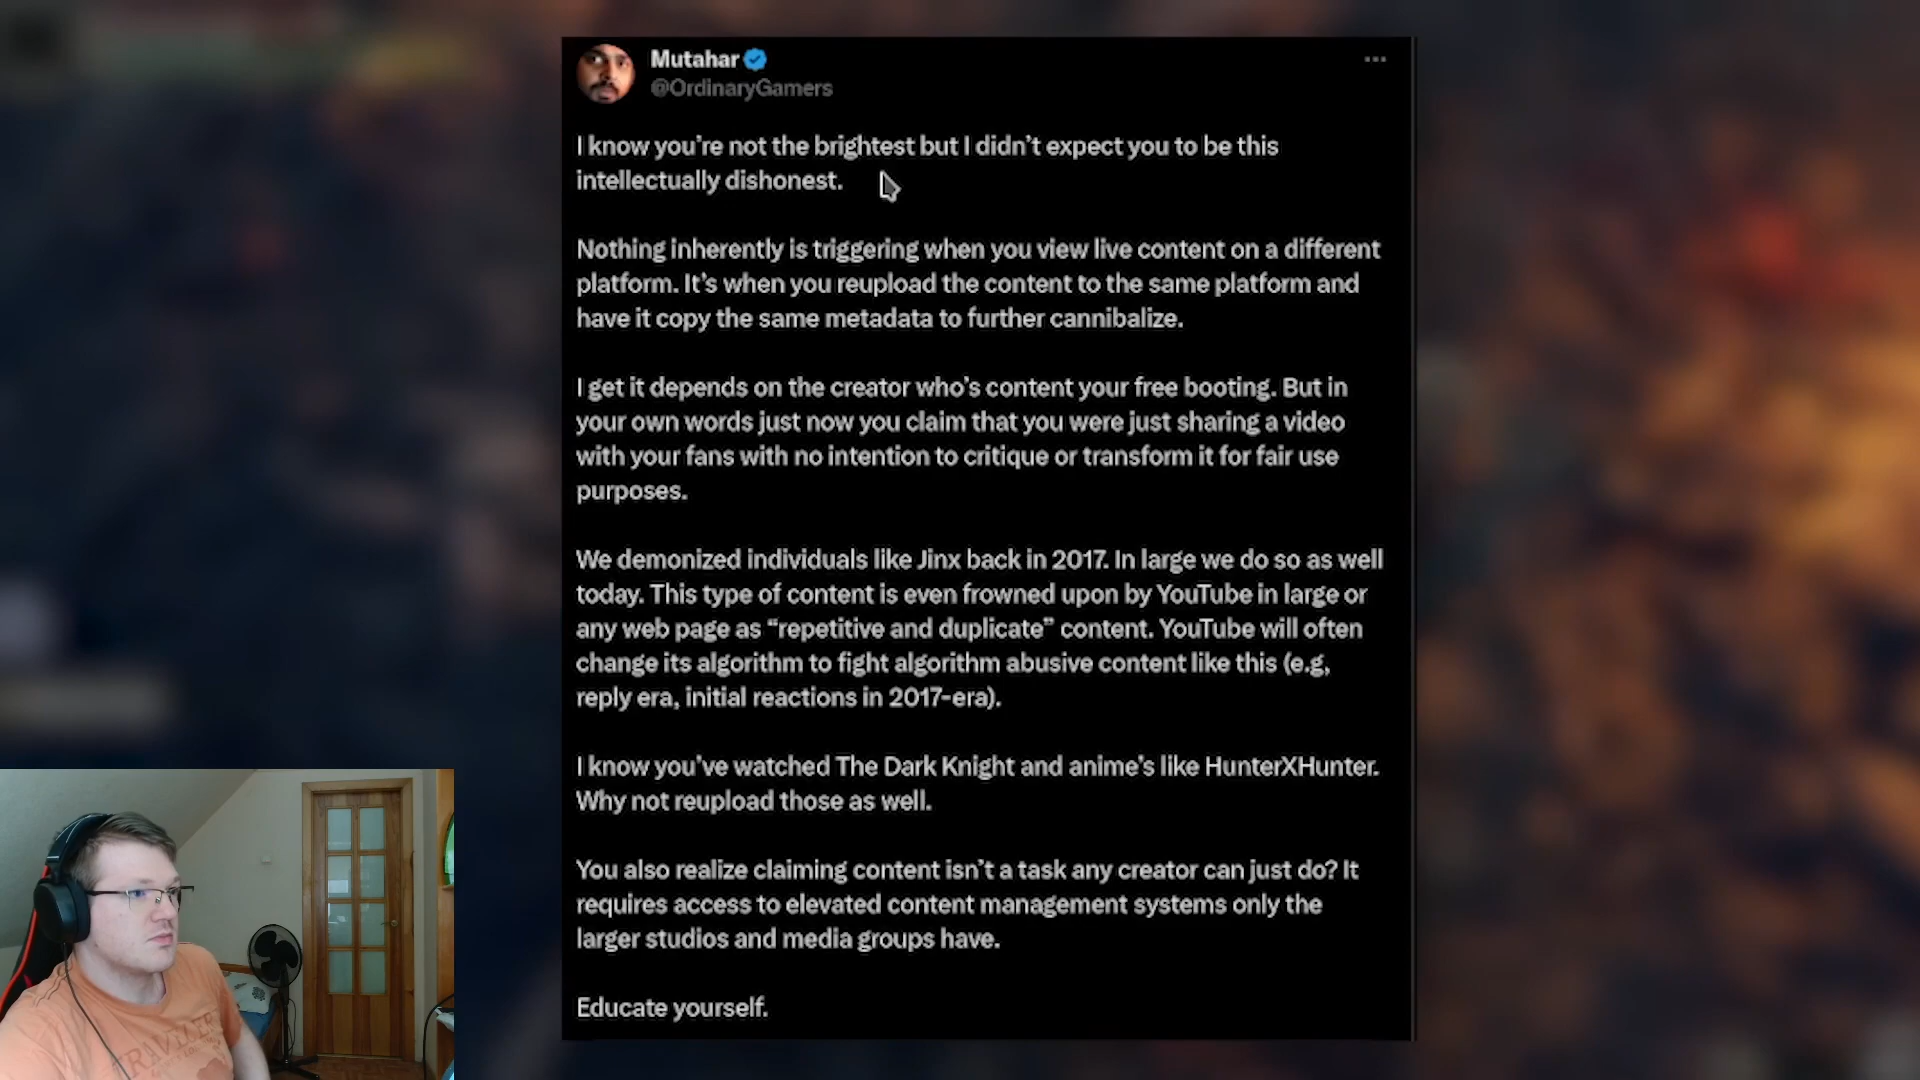 Mutahar
@OrdinaryGamers
I know you're not the brightest but I didn't expect you to be this
intellectually dishonest.
Nothing inherently is triggering when you view live content on a different
platform. It's when you reupload the content to the same platform and
have it copy the same metadata to further cannibalize.
I get it depends on the creator who's content your free booting. But in
your own words just now you claim that you were just sharing a video
with your fans with no intention to critique or transform it for fair use
purposes.
We demonized individuals like Jinx back in 2017. In large we do so as well
today. This type of content is even frowned upon by YouTube in large or
any web page as “repetitive and duplicate” content. YouTube will often
change its algorithm to fight algorithm abusive content like this (e.g,
reply era, initial reactions in 2017-era).
I know you've watched The Dark Knight and anime's like HunterXHunter.
Why not reupload those as well.
You also realize claiming content isn't a task any creator can just do? It
requires access to elevated content management systems only the
larger studios and media groups have.
Educate yourself.